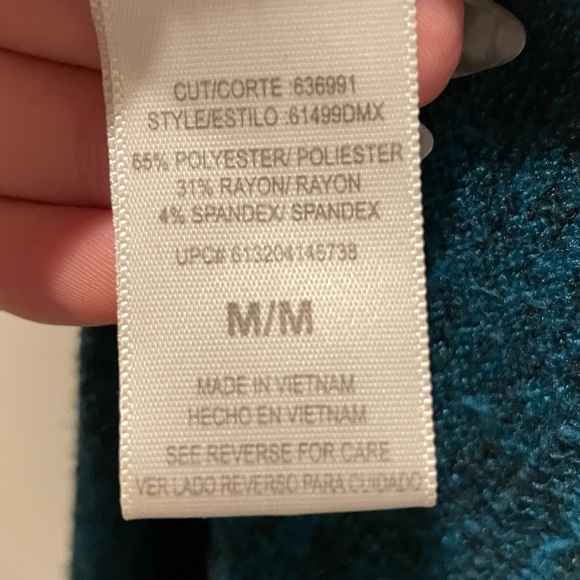 CUT/CORTE :636991
STYLE/ESTILO :61499DMX
65% POLYESTER/ POLIESTER
31% RAYON/ RAYON
4% SPANDEX/ SPANDEX
UPC# 613204145738
M/M
MADE IN VIETNAM
HECHO EN VIETNAM
SEE REVERSE FOR CARE
VER LADO REVERSO PARA CUIDADO